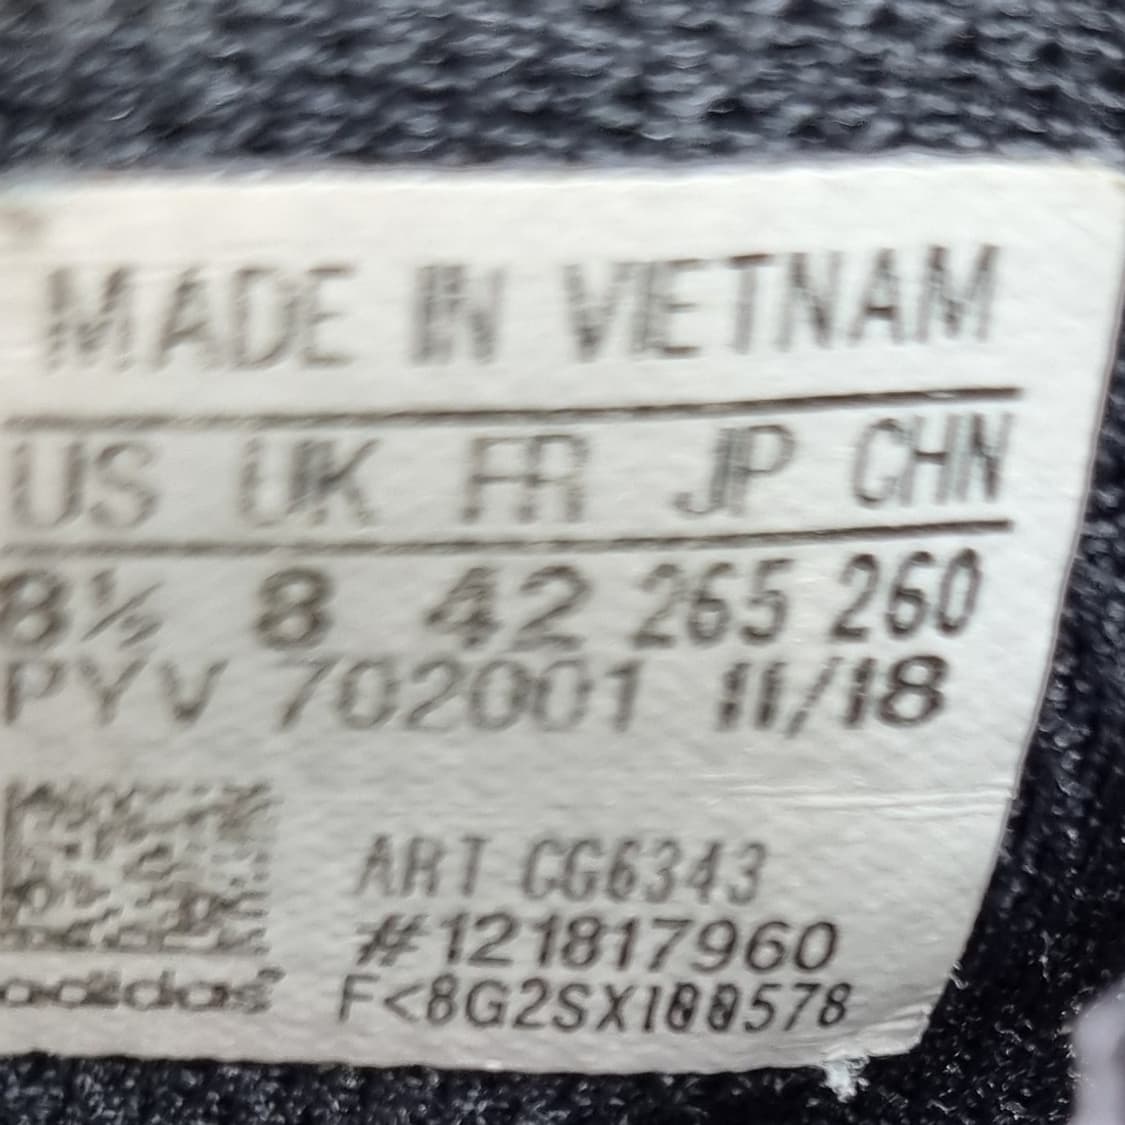 MADE IN VIETNAM
US UK FR JP CHN
8½ 8 42 265 260
PYV 702001 11/18
ART CG6343
#121817960
adidas
F<8G2SX100578